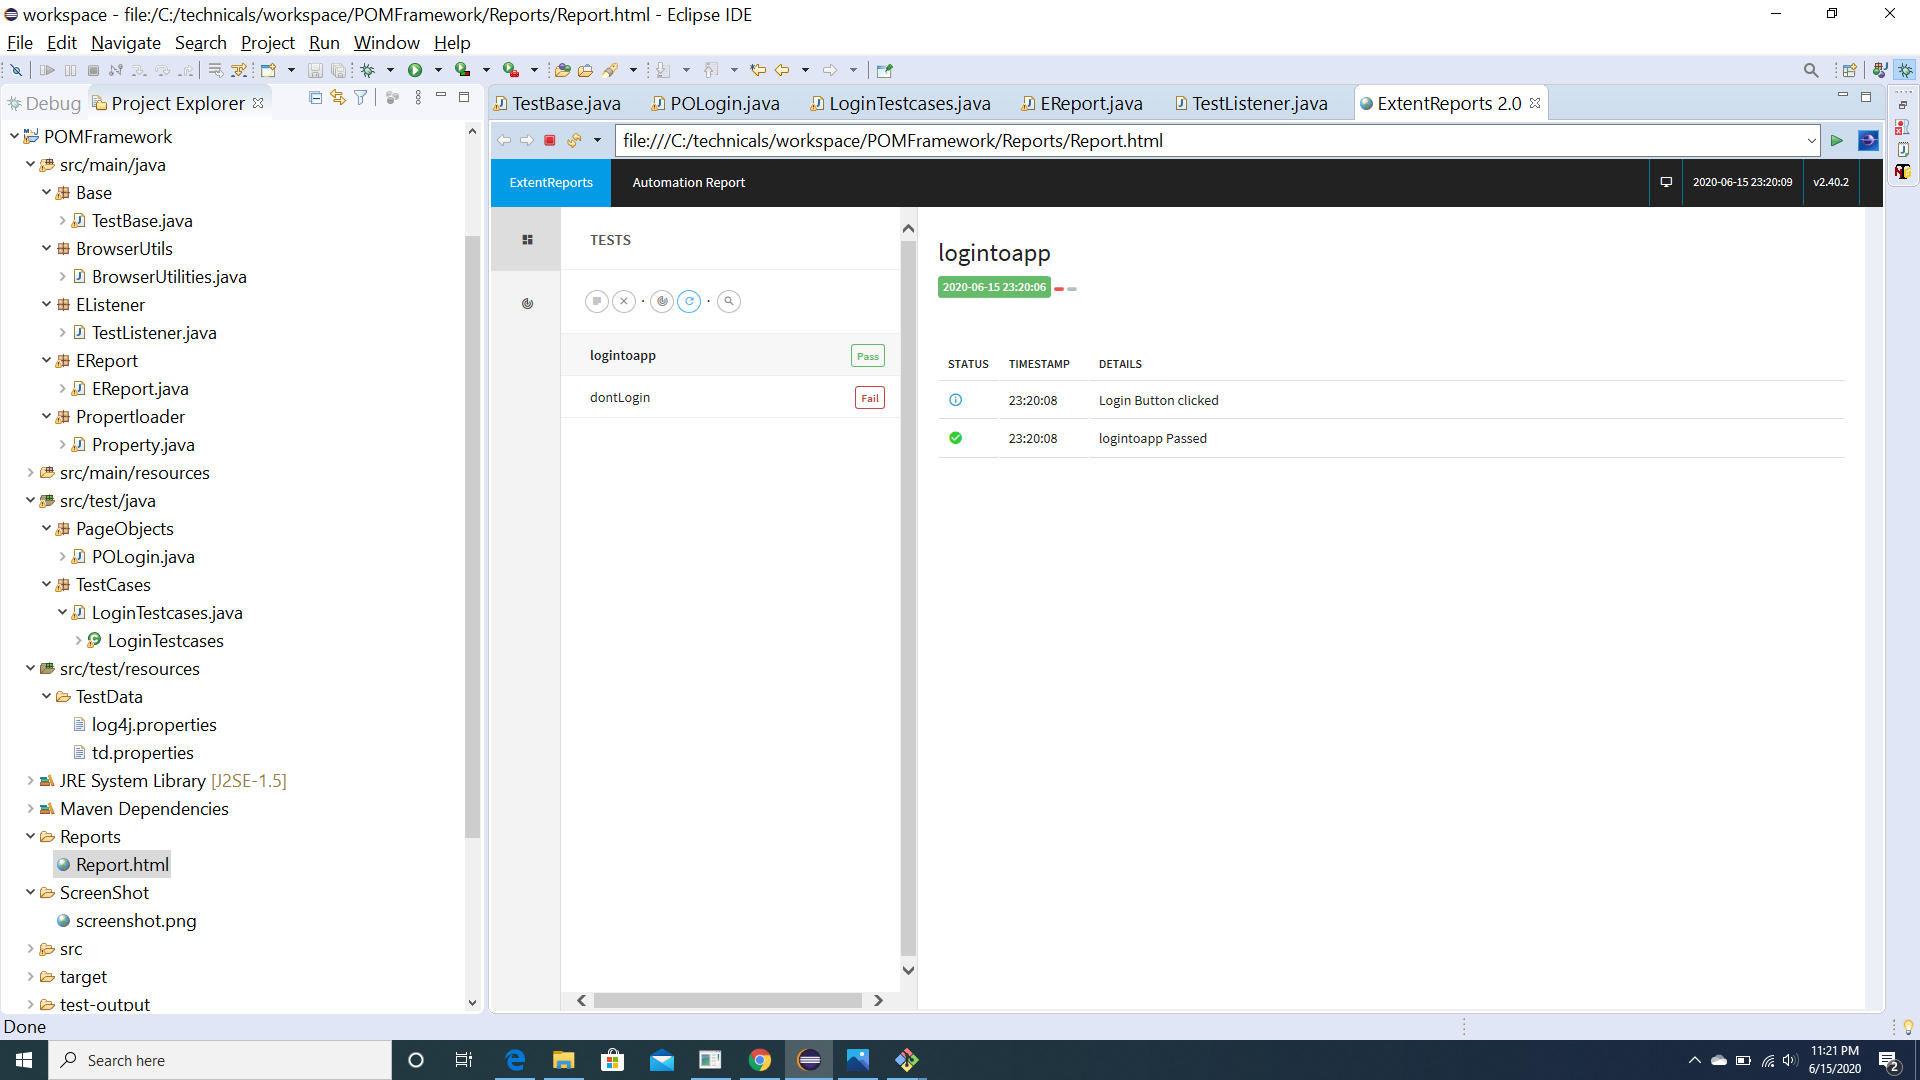 workspace - file:/C:/technicals/workspace/POMFramework/Reports/Report.html - Eclipse IDE
File Edit Navigate Search Project Run Window Help
Debug Project Explorer
TestBase.java POLogin.java LoginTestcases.java EReport.java TestListener.java ExtentReports 2.0
file:///C:/technicals/workspace/POMFramework/Reports/Report.html
POMFramework
src/main/java
Base
TestBase.java
BrowserUtils
BrowserUtilities.java
EListener
TestListener.java
EReport
EReport.java
Propertloader
Property.java
src/main/resources
src/test/java
PageObjects
POLogin.java
TestCases
LoginTestcases.java
LoginTestcases
src/test/resources
TestData
log4j.properties
td.properties
JRE System Library [J2SE-1.5]
Maven Dependencies
Reports
Report.html
ScreenShot
screenshot.png
src
target
test-output
ExtentReports Automation Report 2020-06-15 23:20:09 v2.40.2
TESTS
logintoapp Pass
dontLogin Fail
logintoapp
2020-06-15 23:20:06
STATUS TIMESTAMP DETAILS
23:20:08 Login Button clicked
23:20:08 logintoapp Passed
Done
Search here
11:21 PM
6/15/2020
2